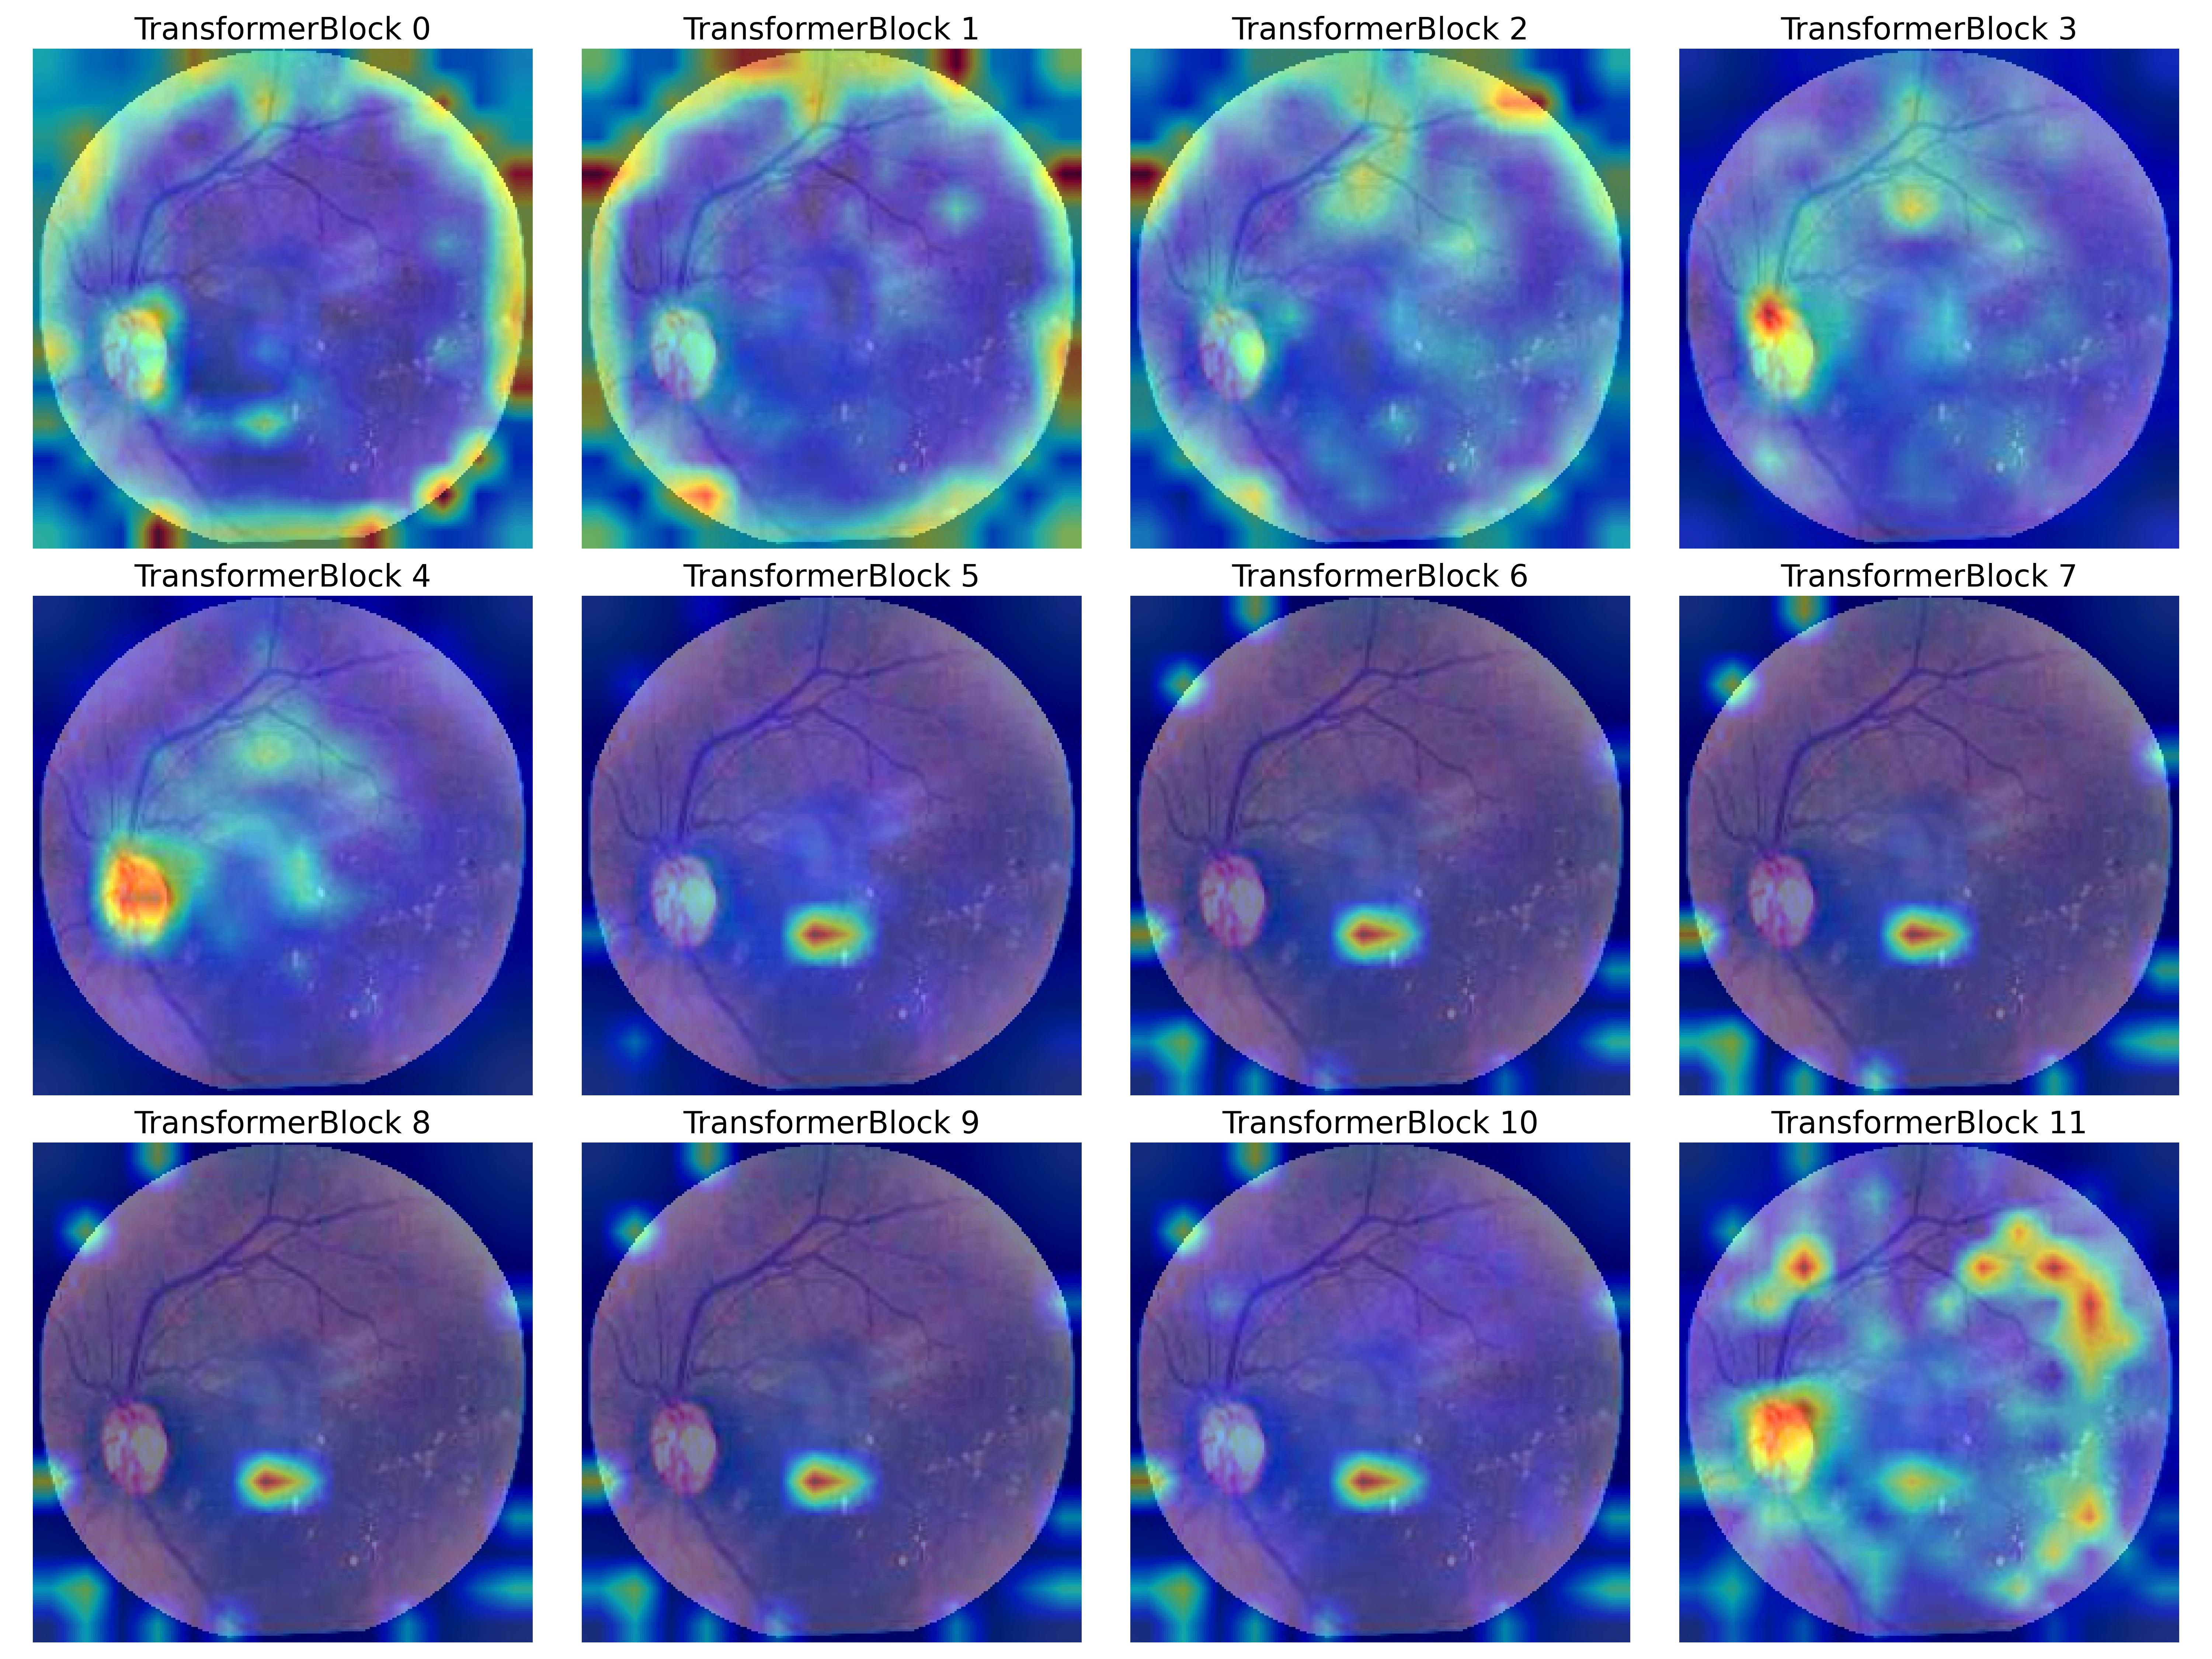 TransformerBlock 0
TransformerBlock 1
TransformerBlock 2
TransformerBlock 3
TransformerBlock 4
TransformerBlock 5
TransformerBlock 6
TransformerBlock 7
TransformerBlock 8
TransformerBlock 9
TransformerBlock 10
TransformerBlock 11